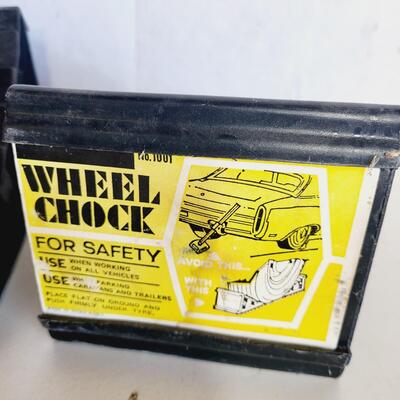 No. 1001
WHEEL
CHOCK
FOR SAFETY
USE WHEN WORKING
ON ALL VEHICLES
USE PARKING
CARAVANS AND TRAILERS
PLACE FLAT ON GROUND AND
PUSH FIRMLY UNDER TYRE.
AVOID THIS...
WITH
THIS